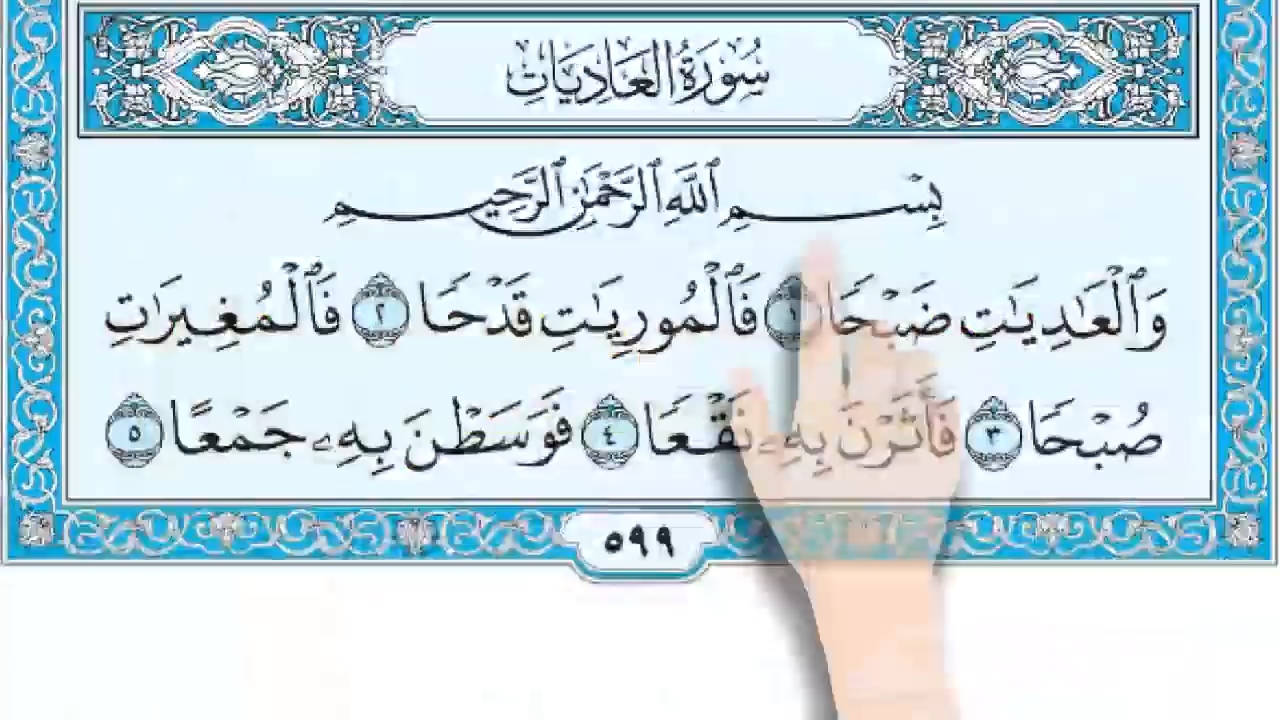 سُورَةُ العَادِيَاتِ
بِسْمِ ٱللَّهِ ٱلرَّحْمَٰنِ ٱلرَّحِيمِ
وَٱلْعَٰدِيَٰتِ ضَبْحًا ١ فَٱلْمُورِيَٰتِ قَدْحًا ٢ فَٱلْمُغِيرَٰتِ
صُبْحًا ٣ فَأَثَرْنَ بِهِۦ نَقْعًا ٤ فَوَسَطْنَ بِهِۦ جَمْعًا ٥
٥٩٩